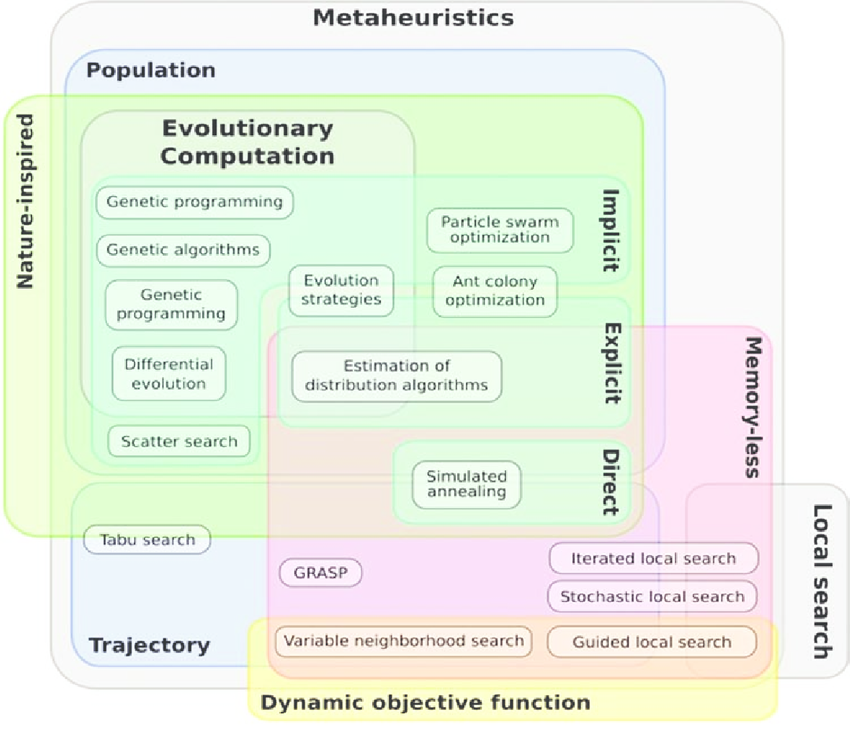 Metaheuristics
Population
Nature-inspired
Evolutionary
Computation
Genetic programming
Implicit
Particle swarm
optimization
Genetic algorithms
Evolution
strategies
Ant colony
optimization
Genetic
programming
Explicit
Memory-less
Differential
evolution
Estimation of
distribution algorithms
Scatter search
Direct
Simulated
annealing
Local search
Tabu search
GRASP
Iterated local search
Stochastic local search
Trajectory
Variable neighborhood search
Guided local search
Dynamic objective function